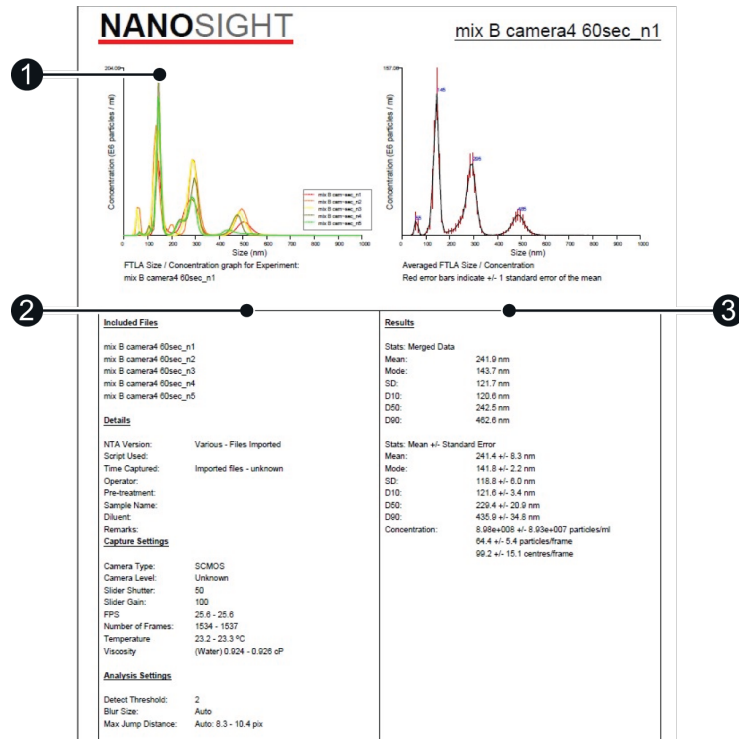 NANOSIGHT
mix B camera4 60sec_n1
1
Concentration (E6 particles / ml)
mix B cam~sec_n1
mix B cam~sec_n2
mix B cam~sec_n3
mix B cam~sec_n4
mix B cam~sec_n5
0 100 200 300 400 500 600 700 800 900 1000
Size (nm)
FTLA Size / Concentration graph for Experiment:
mix B camera4 60sec_n1
Concentration (E6 particles / ml)
145
0 100 200 300 400 500 600 700 800 900 1000
Size (nm)
Averaged FTLA Size / Concentration
Red error bars indicate +/- 1 standard error of the mean
2
3
Included Files
mix B camera4 60sec_n1
mix B camera4 60sec_n2
mix B camera4 60sec_n3
mix B camera4 60sec_n4
mix B camera4 60sec_n5
Details
NTA Version: Various - Files Imported
Script Used:
Time Captured: Imported files - unknown
Operator:
Pre-treatment:
Sample Name:
Diluent:
Remarks:
Capture Settings
Camera Type: SCMOS
Camera Level: Unknown
Slider Shutter: 50
Slider Gain: 100
FPS 25.6 - 25.6
Number of Frames: 1534 - 1537
Temperature 23.2 - 23.3 ºC
Viscosity (Water) 0.924 - 0.926 cP
Analysis Settings
Detect Threshold: 2
Blur Size: Auto
Max Jump Distance: Auto: 8.3 - 10.4 pix
Results
Stats: Merged Data
Mean: 241.9 nm
Mode: 143.7 nm
SD: 121.7 nm
D10: 120.6 nm
D50: 242.5 nm
D90: 462.6 nm
Stats: Mean +/- Standard Error
Mean: 241.4 +/- 8.3 nm
Mode: 141.8 +/- 2.2 nm
SD: 118.8 +/- 6.0 nm
D10: 121.6 +/- 3.4 nm
D50: 229.4 +/- 20.9 nm
D90: 435.9 +/- 34.8 nm
Concentration: 8.98e+008 +/- 8.93e+007 particles/ml
64.4 +/- 5.4 particles/frame
99.2 +/- 15.1 centres/frame